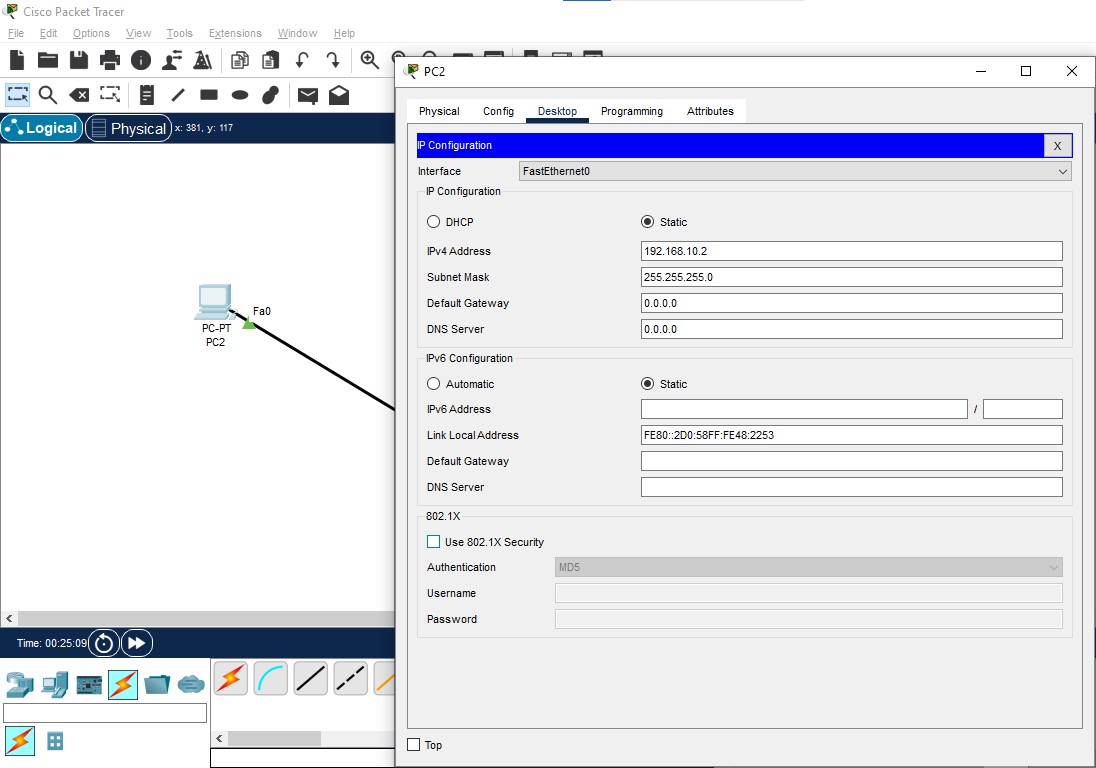 Cisco Packet Tracer
File Edit Options View Tools Extensions Window Help
Logical Physical x: 381, y: 117
Fa0
PC-PT
PC2
Time: 00:25:09
PC2
Physical Config Desktop Programming Attributes
IP Configuration X
Interface FastEthernet0
IP Configuration
DHCP Static
IPv4 Address 192.168.10.2
Subnet Mask 255.255.255.0
Default Gateway 0.0.0.0
DNS Server 0.0.0.0
IPv6 Configuration
Automatic Static
IPv6 Address /
Link Local Address FE80::2D0:58FF:FE48:2253
Default Gateway
DNS Server
802.1X
Use 802.1X Security
Authentication MD5
Username
Password
Top